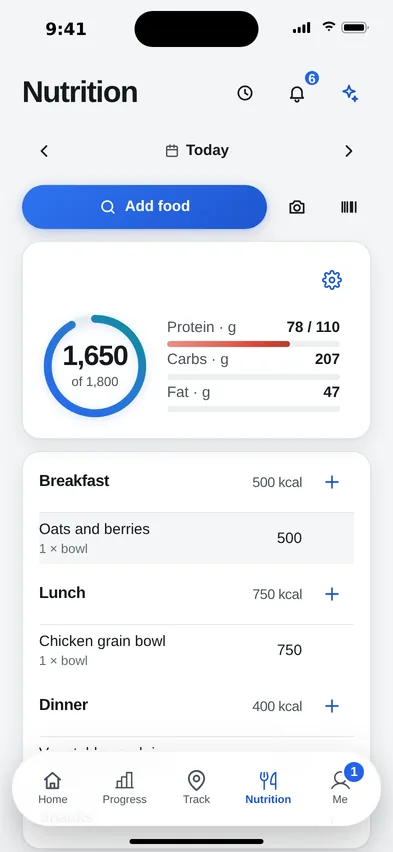 9:41
Nutrition
6
Today
Add food
1,650
of 1,800
Protein · g 78 / 110
Carbs · g 207
Fat · g 47
Breakfast 500 kcal
Oats and berries 500
1 × bowl
Lunch 750 kcal
Chicken grain bowl 750
1 × bowl
Dinner 400 kcal
Home
Progress
Track
Nutrition
1
Me